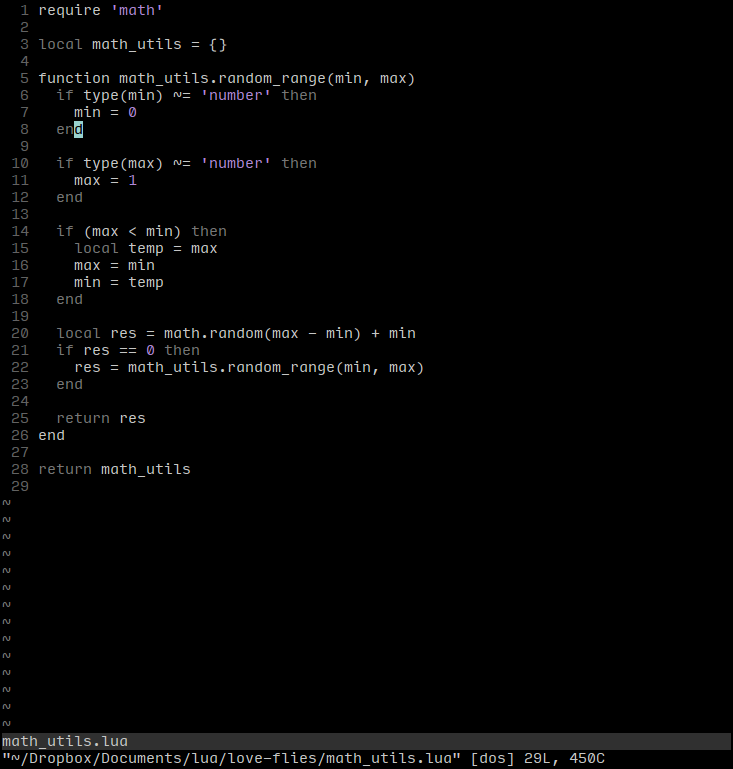 1 require 'math'
2
3 local math_utils = {}
4
5 function math_utils.random_range(min, max)
6   if type(min) ~= 'number' then
7     min = 0
8   end
9
10   if type(max) ~= 'number' then
11     max = 1
12   end
13
14   if (max < min) then
15     local temp = max
16     max = min
17     min = temp
18   end
19
20   local res = math.random(max - min) + min
21   if res == 0 then
22     res = math_utils.random_range(min, max)
23   end
24
25   return res
26 end
27
28 return math_utils
29
~
~
~
~
~
~
~
~
~
~
~
~
~
~
math_utils.lua
"~/Dropbox/Documents/lua/love-flies/math_utils.lua" [dos] 29L, 450C